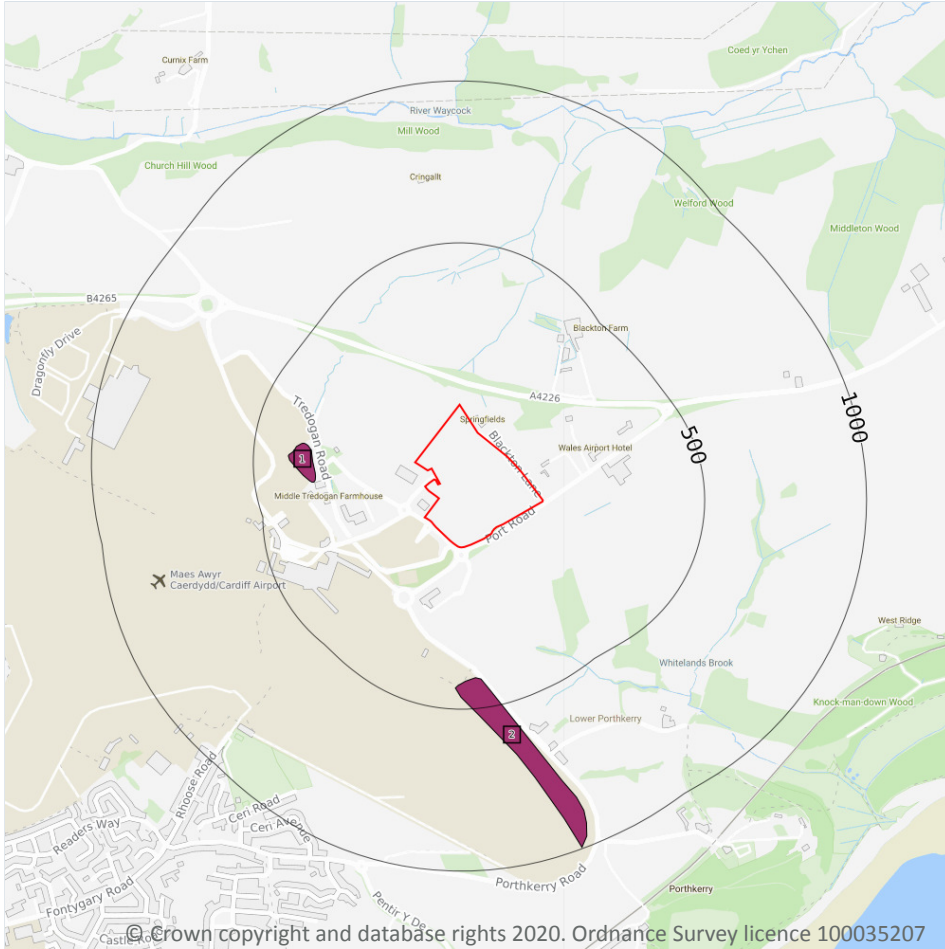 Coed yr Ychen
Curnix Farm
River Waycock
Mill Wood
Church Hill Wood
Cringallt
Welford Wood
Middleton Wood
B4265
Dragonfly Drive
Blackton Farm
A4226
1000
500
Tredogan Road
Springfields
Blackton Lane
Wales Airport Hotel
1
Middle Tredogan Farmhouse
Port Road
Maes Awyr
Caerdydd/Cardiff Airport
West Ridge
Whitelands Brook
Knock-man-down Wood
Lower Porthkerry
2
Rhoose Road
Ceri Road
Ceri Avenue
Readers Way
Fontygary Road
Porthkerry Road
Porthkerry
Pentir Y De
Castle Road
© Crown copyright and database rights 2020. Ordnance Survey licence 100035207